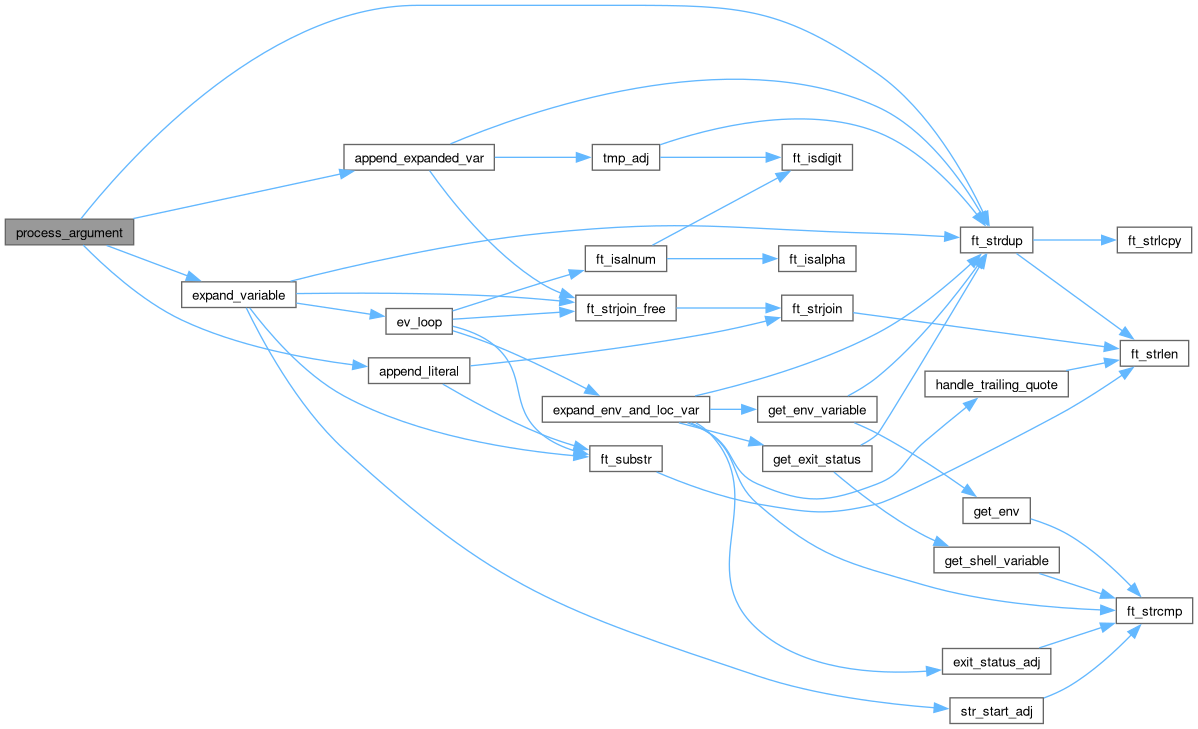 process_argument
append_expanded_var
expand_variable
append_literal
ev_loop
tmp_adj
ft_isalnum
ft_strjoin_free
expand_env_and_loc_var
ft_substr
ft_isdigit
ft_isalpha
ft_strjoin
get_env_variable
get_exit_status
ft_strdup
handle_trailing_quote
get_env
get_shell_variable
exit_status_adj
str_start_adj
ft_strlcpy
ft_strlen
ft_strcmp